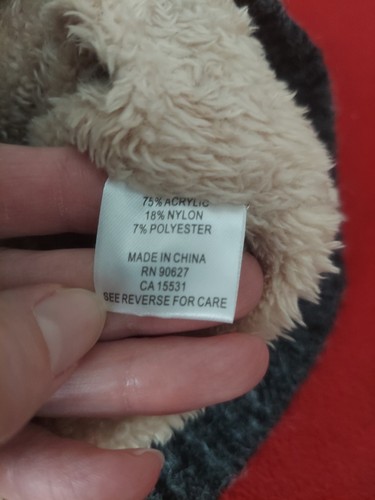 75% ACRYLIC
18% NYLON
7% POLYESTER
MADE IN CHINA
RN 90627
CA 15531
SEE REVERSE FOR CARE